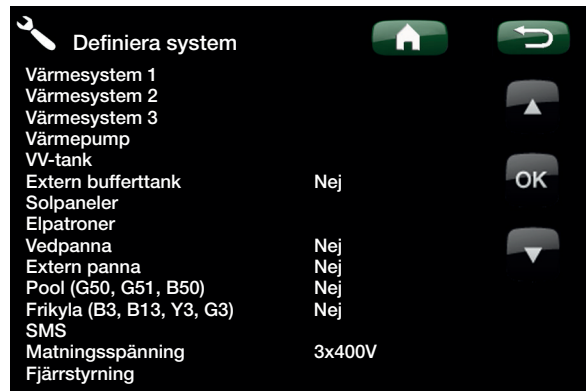 Definiera system
Värmesystem 1
Värmesystem 2
Värmesystem 3
Värmepump
VV-tank
Extern bufferttank Nej
Solpaneler
Elpatroner
Vedpanna Nej
Extern panna Nej
Pool (G50, G51, B50) Nej
Frikyla (B3, B13, Y3, G3) Nej
SMS
Matningsspänning 3x400V
Fjärrstyrning
OK